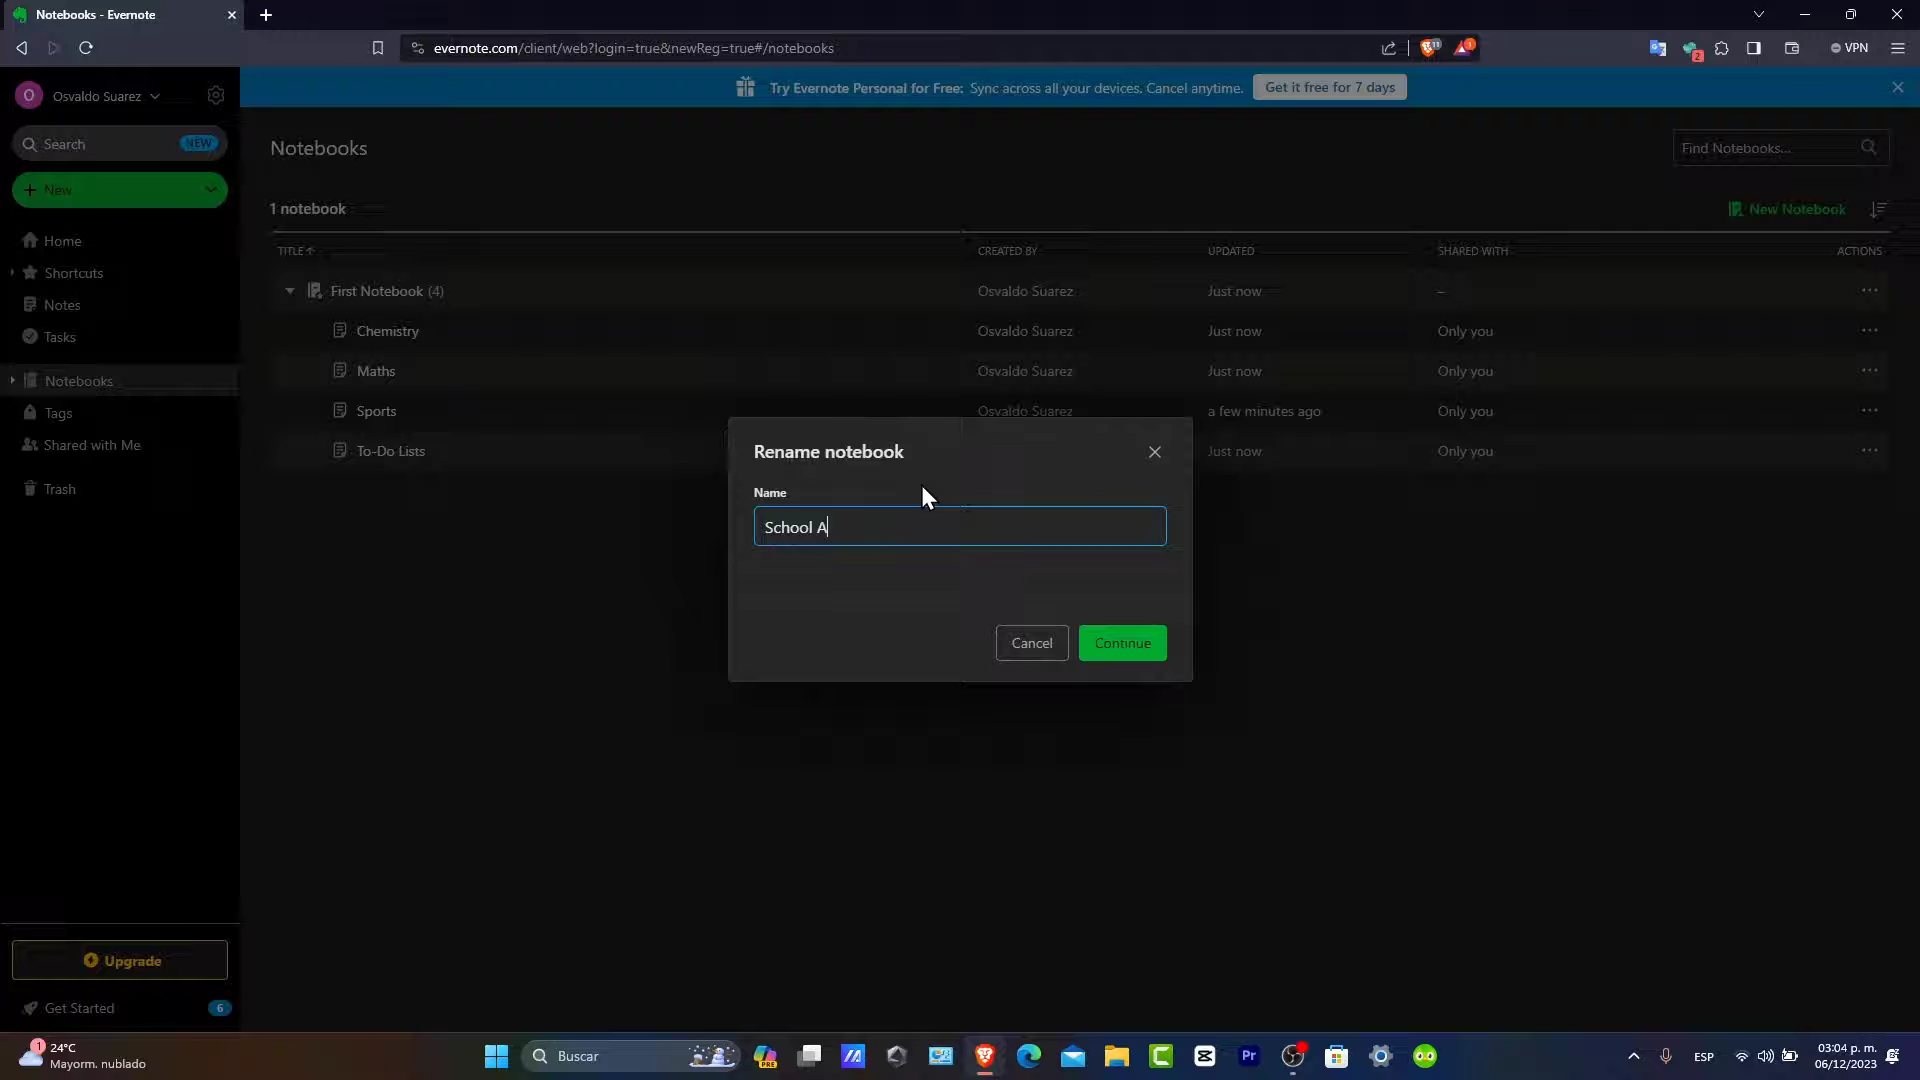 Notebooks - Evernote
evernote.com/client/web?login=true&newReg=true#/notebooks
11
1
2
VPN
O Osvaldo Suarez
Try Evernote Personal for Free: Sync across all your devices. Cancel anytime. Get it free for 7 days
Search NEW
Notebooks
Find Notebooks...
New
1 notebook
New Notebook
Home
TITLE CREATED BY UPDATED SHARED WITH ACTIONS
Shortcuts
First Notebook (4) Osvaldo Suarez Just now –
Notes
Chemistry Osvaldo Suarez Just now Only you
Tasks
Maths Osvaldo Suarez Just now Only you
Notebooks
Sports Osvaldo Suarez a few minutes ago Only you
Tags
Shared with Me
To-Do Lists Just now Only you
Trash
Rename notebook
Name
School A
Cancel Continue
Upgrade
Get Started 6
1
24°C
Mayorm. nublado
Buscar
PRE
Pr
ESP
03:04 p. m.
06/12/2023